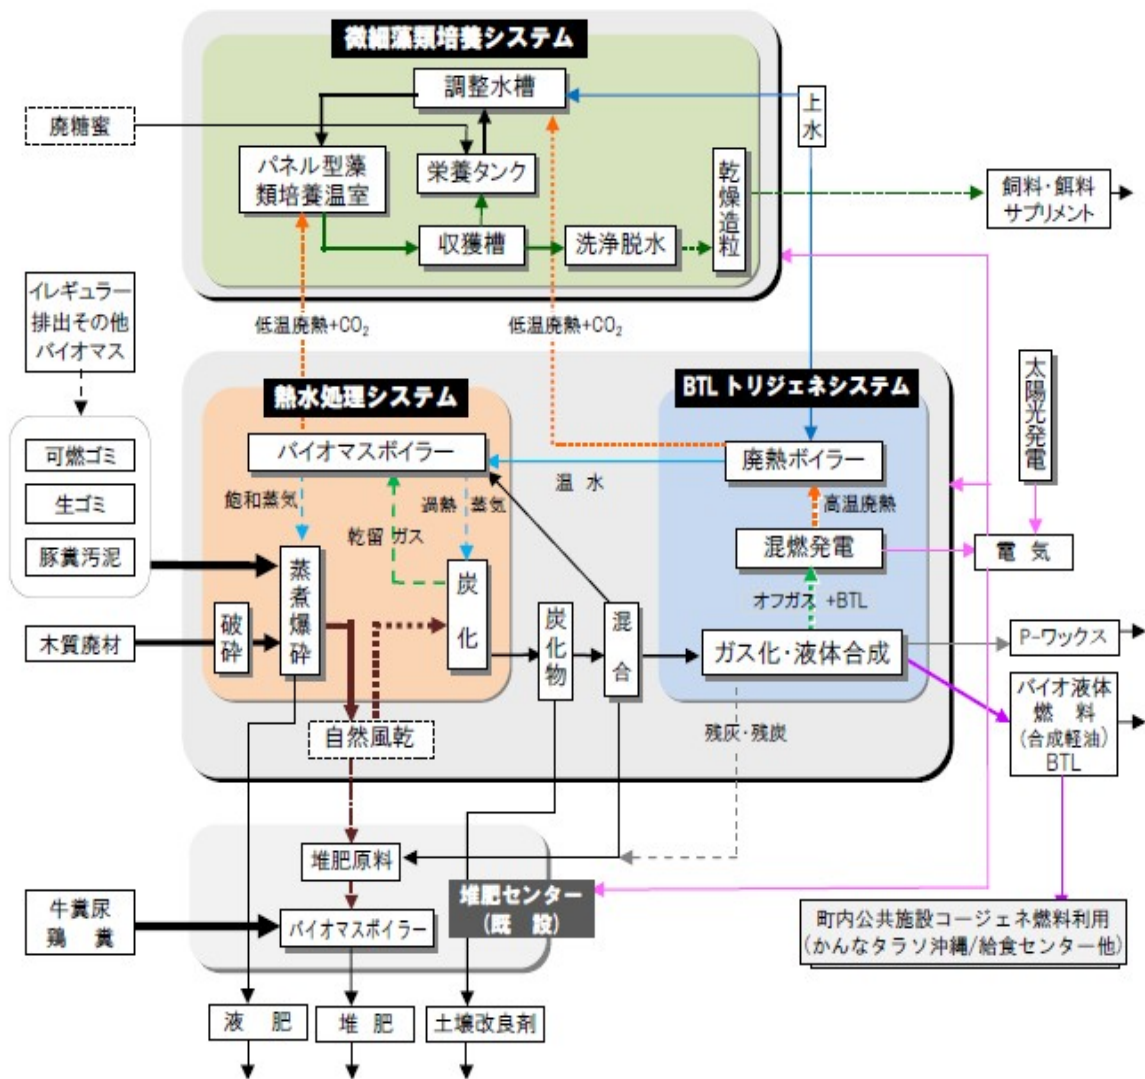 微細藻類培養システム
調整水槽
上
水
廃糖蜜
パネル型藻
類培養温室
栄養タンク
乾
燥
造
粒
飼料・餌料
サプリメント
収獲槽
洗浄脱水
イレギュラー
排出その他
バイオマス
低温廃熱+CO₂
低温廃熱+CO₂
熱水処理システム
BTLトリジェネシステム
太
陽
光
発
電
可燃ゴミ
生ゴミ
豚糞汚泥
バイオマスボイラー
廃熱ボイラー
温 水
飽和蒸気
過熱 蒸気
高温廃熱
乾留 ガス
混燃発電
電 気
蒸
煮
爆
砕
炭
化
オフガス +BTL
木質廃材
破
砕
炭
化
物
混
合
ガス化・液体合成
P-ワックス
バイオ液体
燃 料
(合成軽油)
BTL
自然風乾
残灰・残炭
堆肥原料
堆肥センター
(既 設)
牛糞尿
鶏 糞
バイオマスボイラー
町内公共施設コージェネ燃料利用
(かんなタラソ沖縄/給食センター他)
液 肥
堆 肥
土壌改良剤